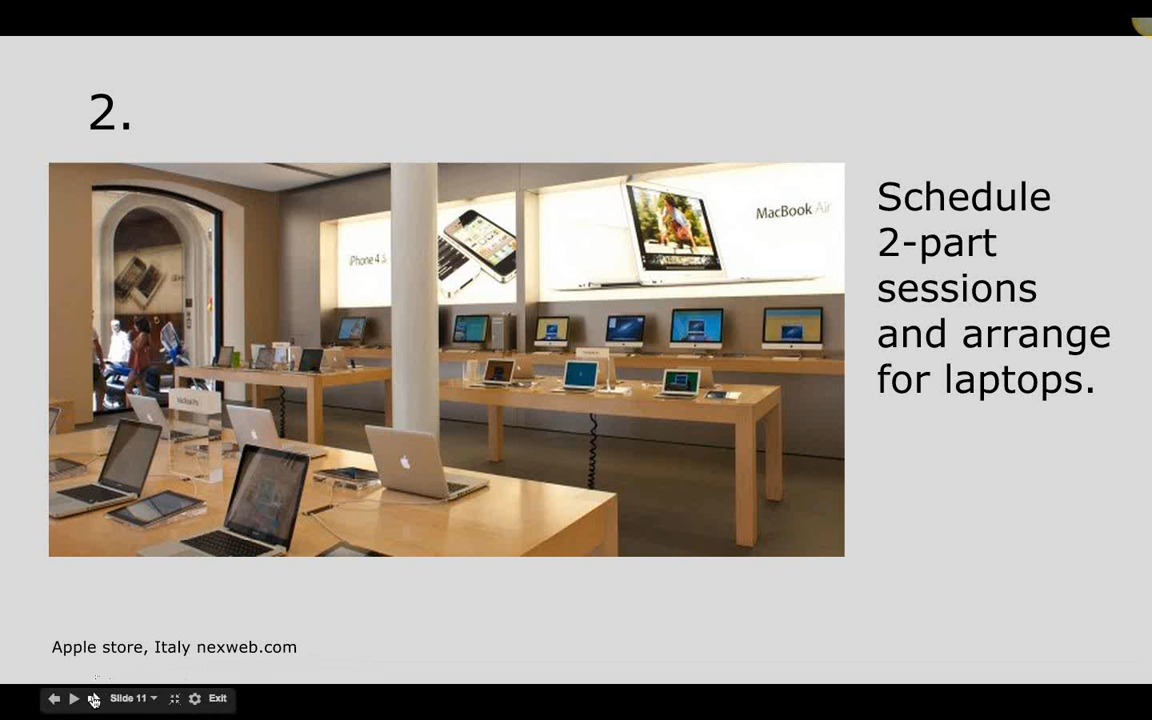 2.
Schedule
2-part
sessions
and arrange
for laptops.
iPhone 4S
MacBook Air
Apple store, Italy nexweb.com
Slide 11
Exit